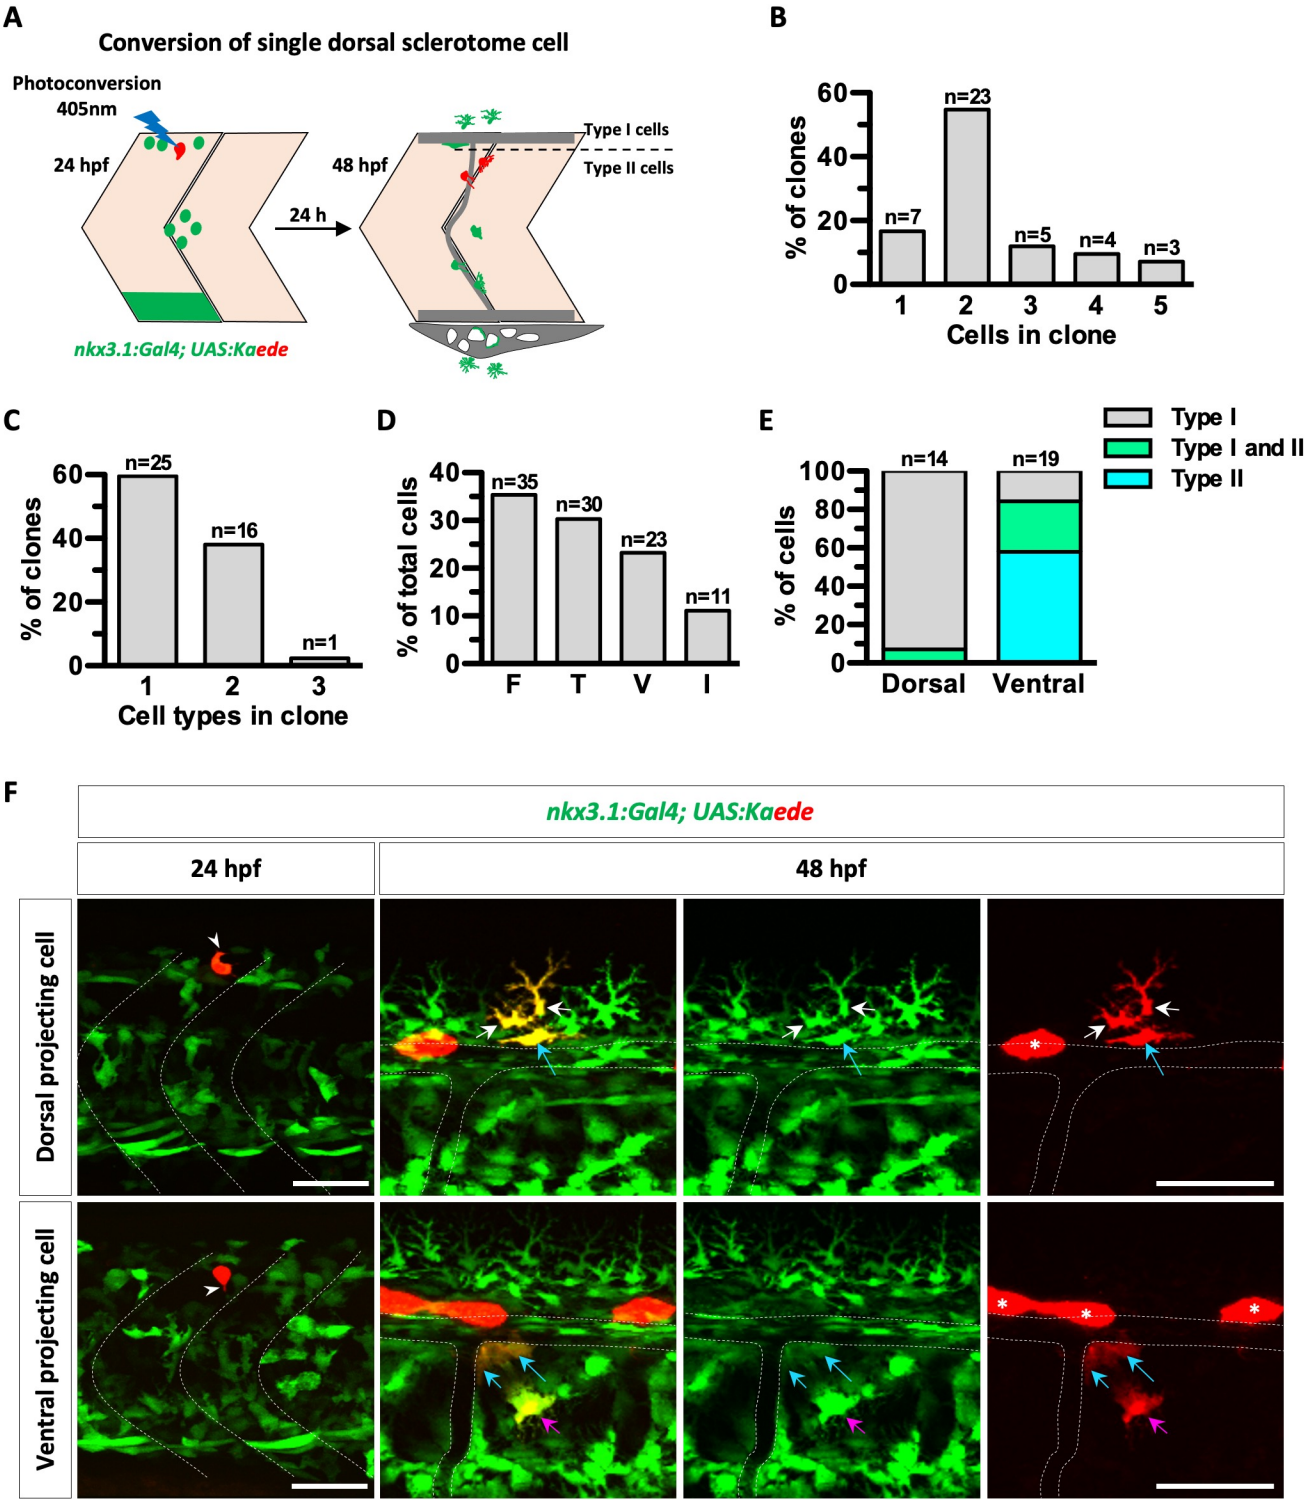 A
Conversion of single dorsal sclerotome cell
Photoconversion
405nm
24 hpf
24 h
48 hpf
Type I cells
Type II cells
nkx3.1:Gal4; UAS:Kaede
B
% of clones
60
40
20
0
n=7
n=23
n=5
n=4
n=3
1 2 3 4 5
Cells in clone
C
% of clones
60
40
20
0
n=25
n=16
n=1
1 2 3
Cell types in clone
D
% of total cells
40
30
20
10
0
n=35
n=30
n=23
n=11
F T V I
E
% of cells
100
80
60
40
20
0
n=14
n=19
Dorsal Ventral
Type I
Type I and II
Type II
F
nkx3.1:Gal4; UAS:Kaede
24 hpf
48 hpf
Dorsal projecting cell
*
Ventral projecting cell
* * *